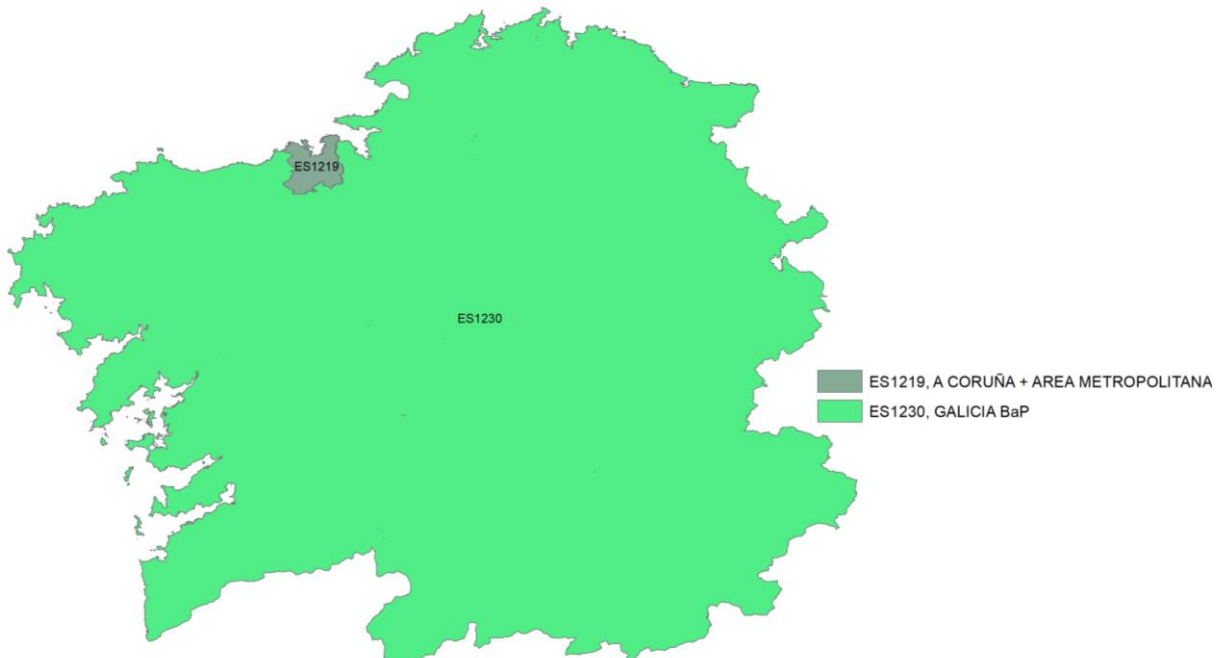 ES1219
ES1230
ES1219, A CORUÑA + AREA METROPOLITANA
ES1230, GALICIA BaP